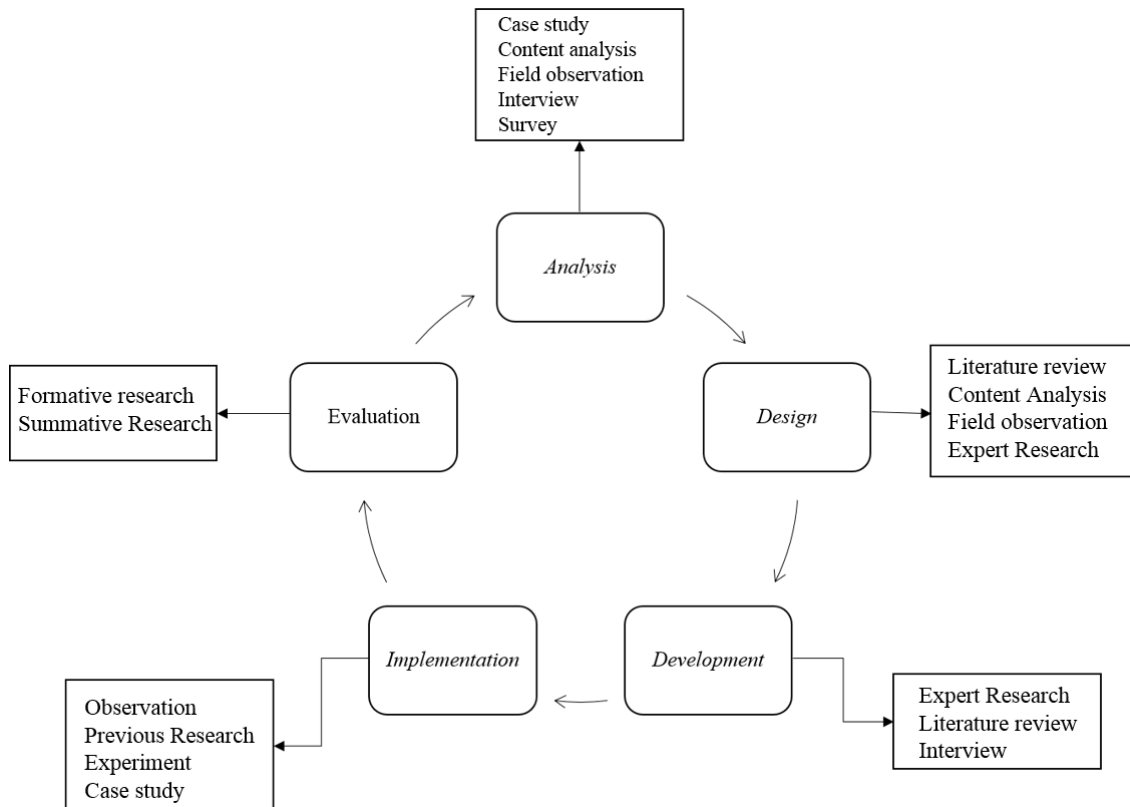 Case study
Content analysis
Field observation
Interview
Survey
Analysis
Formative research
Summative Research
Evaluation
Design
Literature review
Content Analysis
Field observation
Expert Research
Implementation
Development
Observation
Previous Research
Experiment
Case study
Expert Research
Literature review
Interview